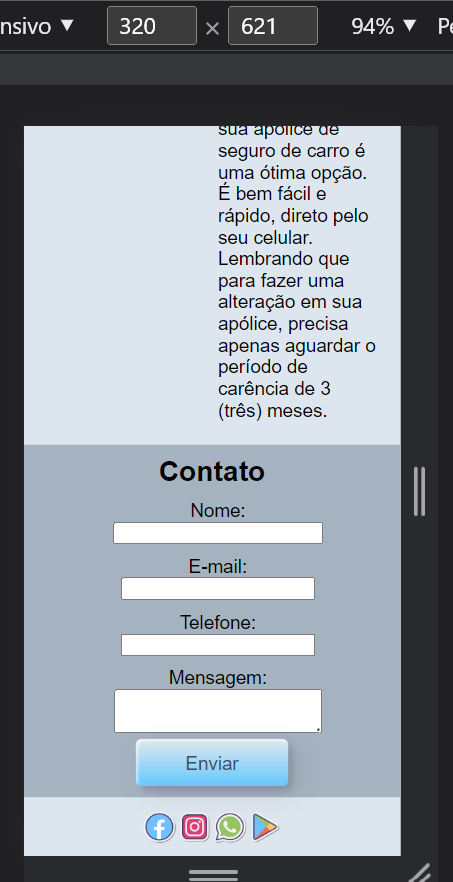 nsivo ▼ 320 × 621 94% ▼ Pe
sua apólice de
seguro de carro é
uma ótima opção.
É bem fácil e
rápido, direto pelo
seu celular.
Lembrando que
para fazer uma
alteração em sua
apólice, precisa
apenas aguardar o
período de
carência de 3
(três) meses.
Contato
Nome:
E-mail:
Telefone:
Mensagem:
Enviar